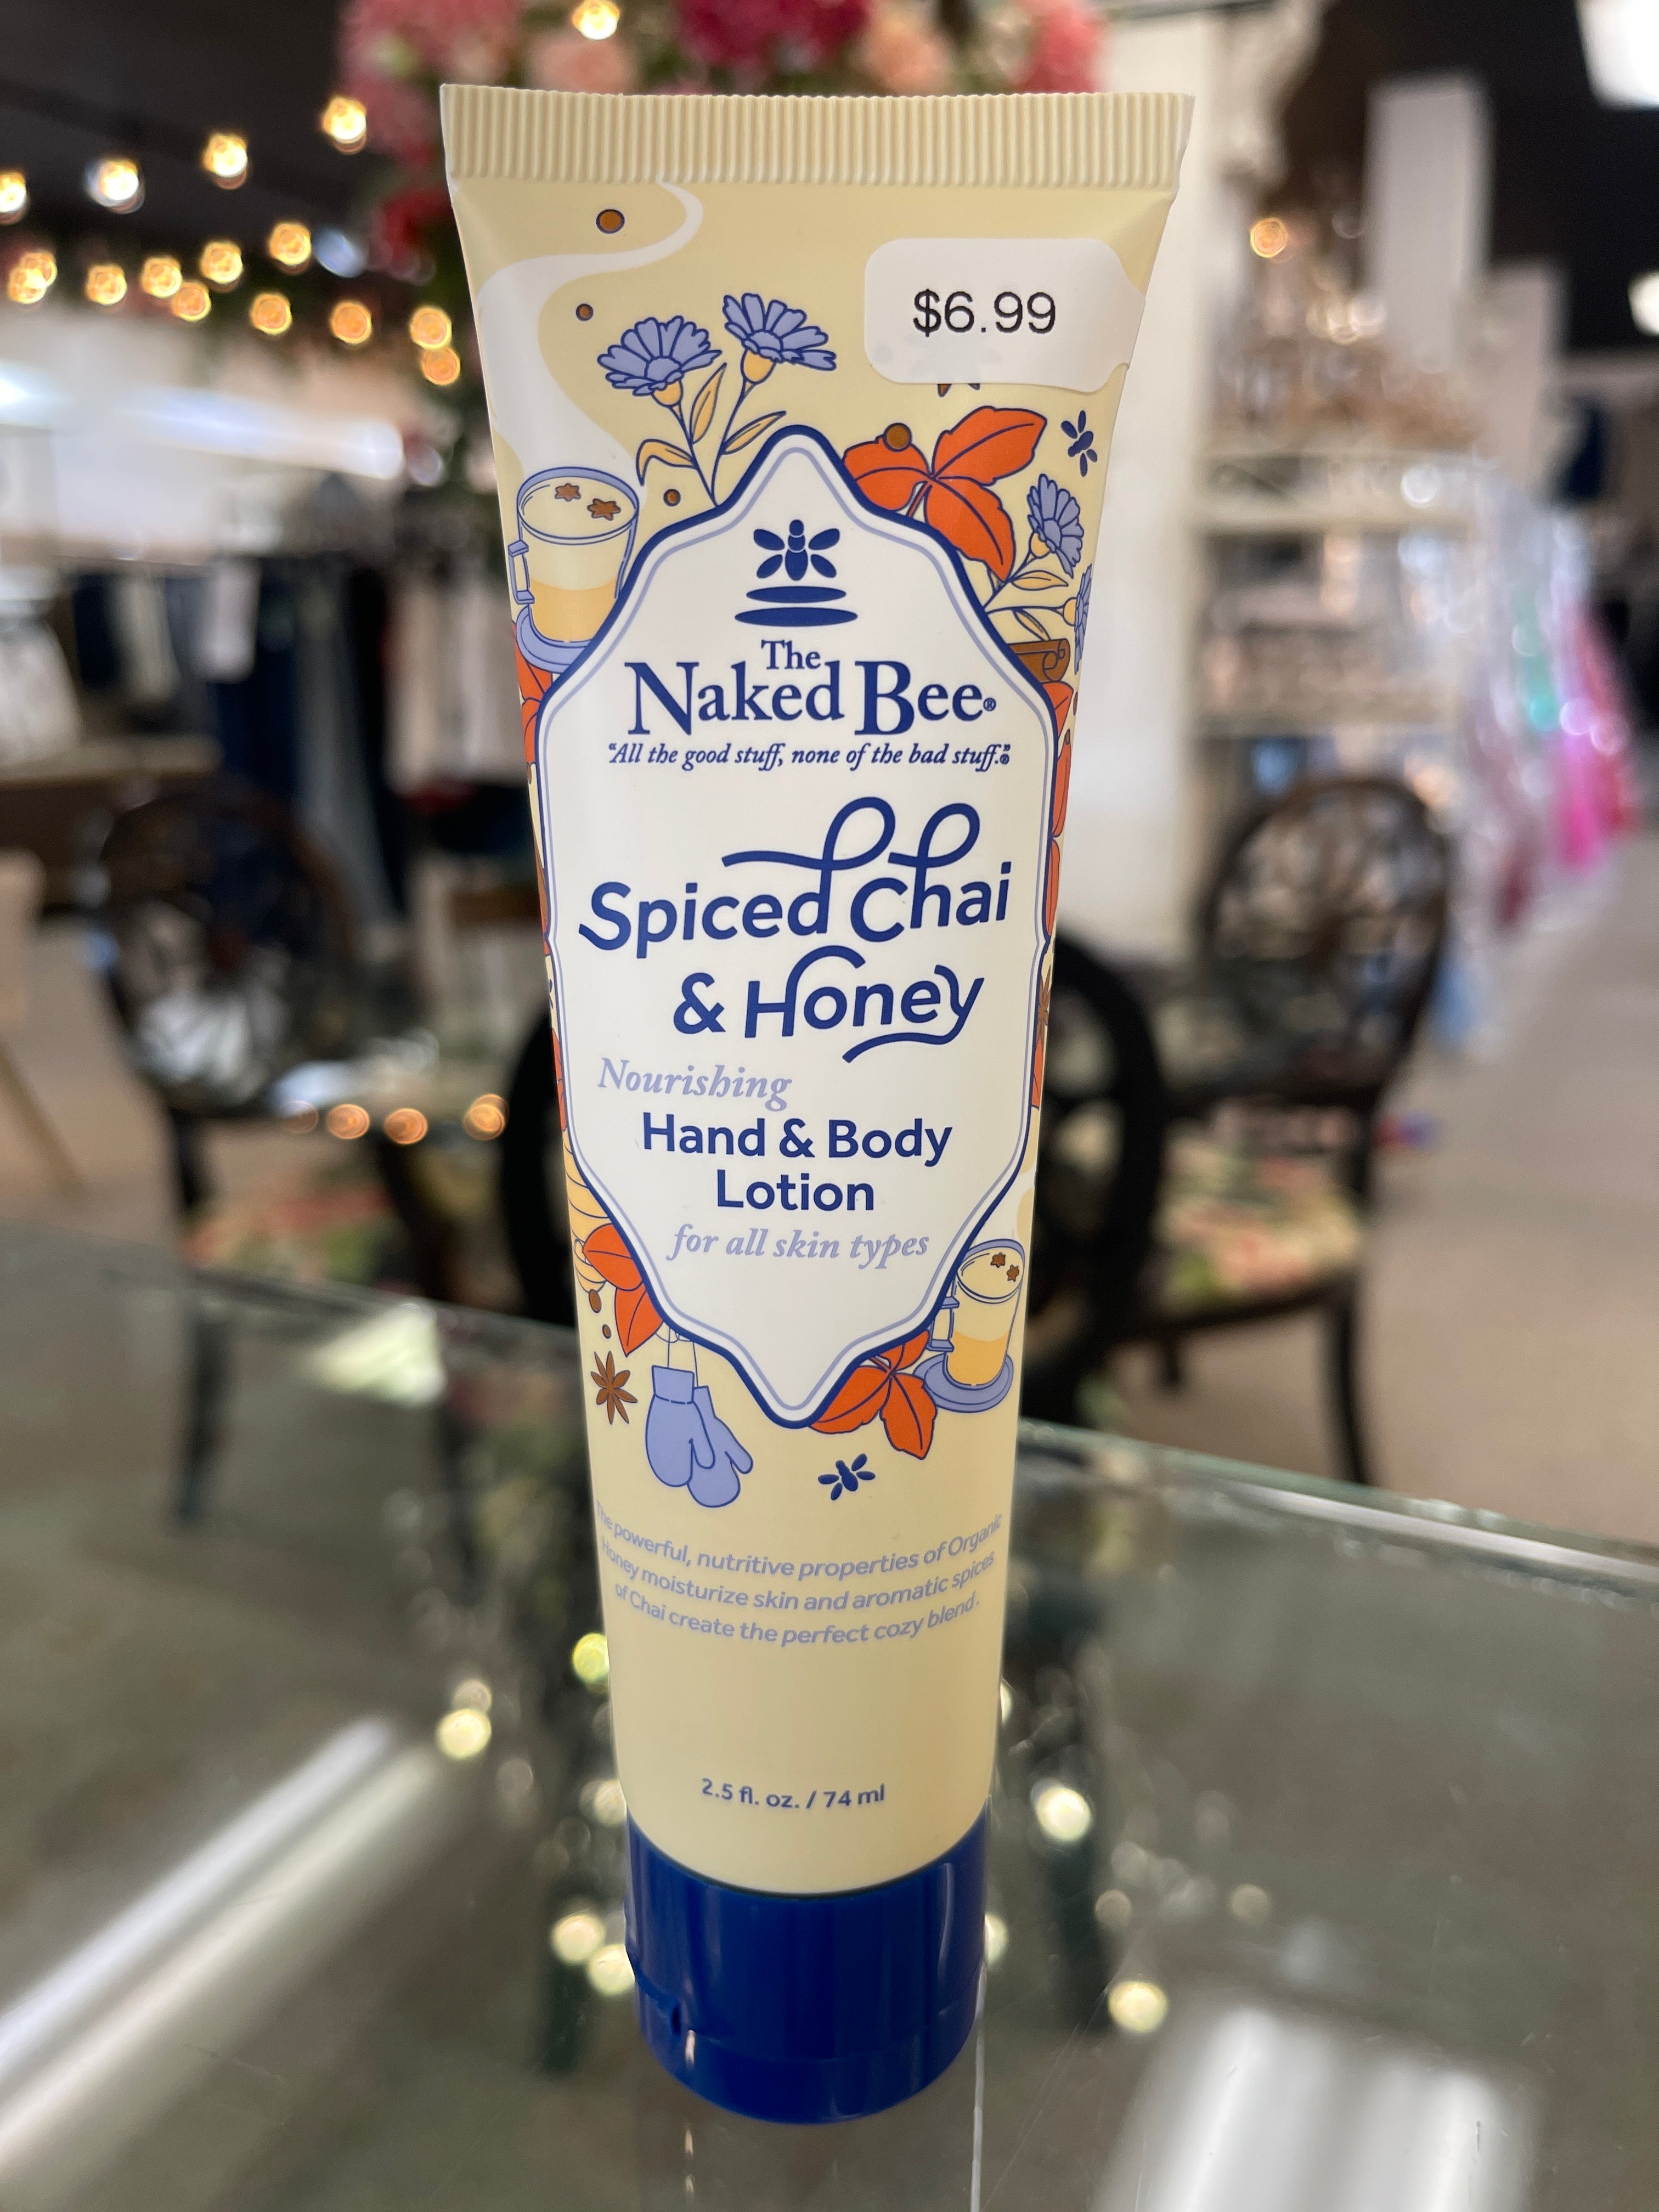 $6.99
The
Naked Bee®
"All the good stuff, none of the bad stuff."®
Spiced Chai
& Honey
Nourishing
Hand & Body
Lotion
for all skin types
The powerful, nutritive properties of Organic
Honey moisturize skin and aromatic spices
of Chai create the perfect cozy blend.
2.5 fl. oz. / 74 ml